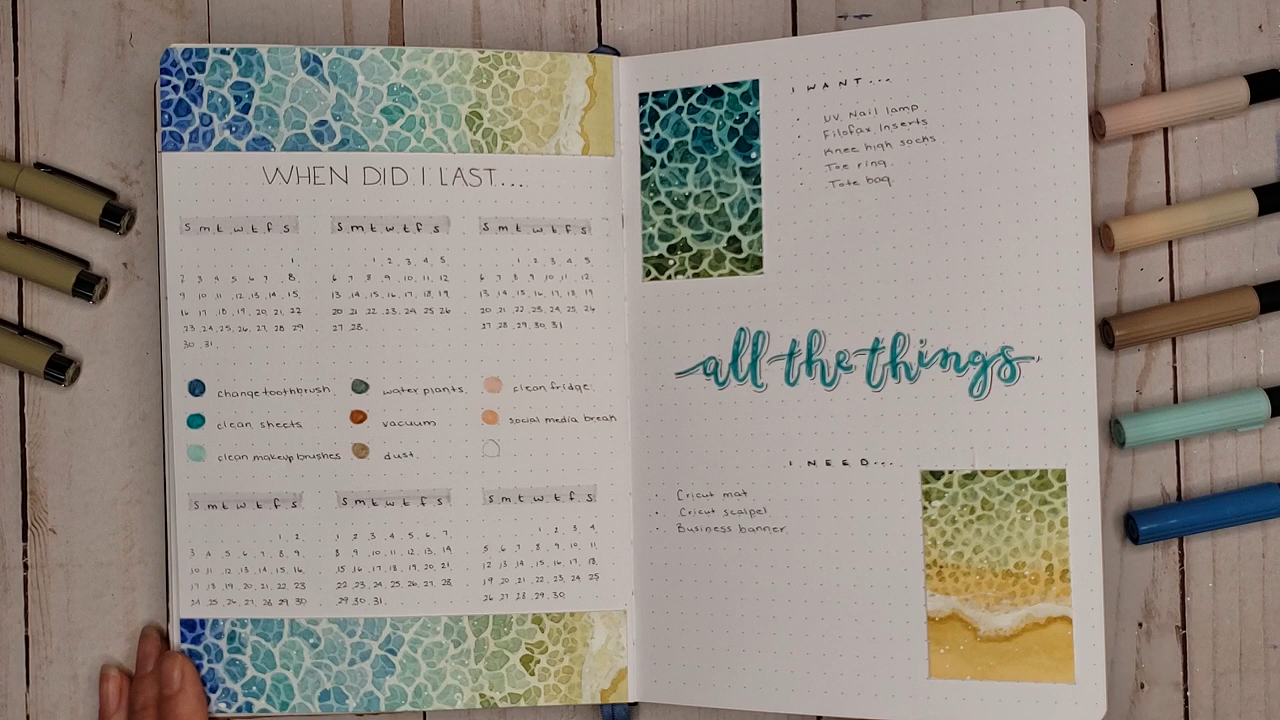 WHEN DID I LAST....
S m t w t f s
1
2 3 4 5 6 7 8
9 10 11 12 13 14 15
16 17 18 19 20 21 22
23 24 25 26 27 28 29
30 31
S m t w t f s
1 2 3 4 5
6 7 8 9 10 11 12
13 14 15 16 17 18 19
20 21 22 23 24 25 26
27 28
S m t w t f s
1 2 3 4 5
6 7 8 9 10 11 12
13 14 15 16 17 18 19
20 21 22 23 24 25 26
27 28 29 30 31
change toothbrush
clean sheets
clean makeup brushes
water plants
vacuum
dust
clean fridge
social media break
S m t w t f s
1 2
3 4 5 6 7 8 9
10 11 12 13 14 15 16
17 18 19 20 21 22 23
24 25 26 27 28 29 30
S m t w t f s
1 2 3 4 5 6 7
8 9 10 11 12 13 14
15 16 17 18 19 20 21
22 23 24 25 26 27 28
29 30 31
S m t w t f s
1 2 3 4
5 6 7 8 9 10 11
12 13 14 15 16 17 18
19 20 21 22 23 24 25
26 27 28 29 30
I WANT...
UV Nail lamp
Filofax Inserts
Knee high socks
Toe ring
Tote bag
all the things
I NEED...
Cricut mat
Cricut scalpel
Business banner